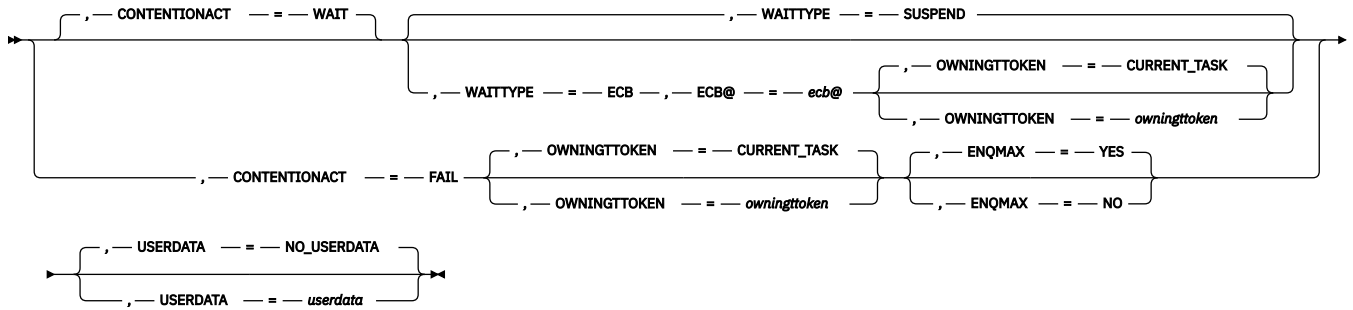 , CONTENTIONACT = WAIT , WAITTYPE = SUSPEND
, WAITTYPE = ECB , ECB@ = ecb@
, OWNINGTTOKEN = CURRENT_TASK
, OWNINGTTOKEN = owningttoken
, CONTENTIONACT = FAIL
, OWNINGTTOKEN = CURRENT_TASK
, OWNINGTTOKEN = owningttoken
, ENQMAX = YES
, ENQMAX = NO
, USERDATA = NO_USERDATA
, USERDATA = userdata